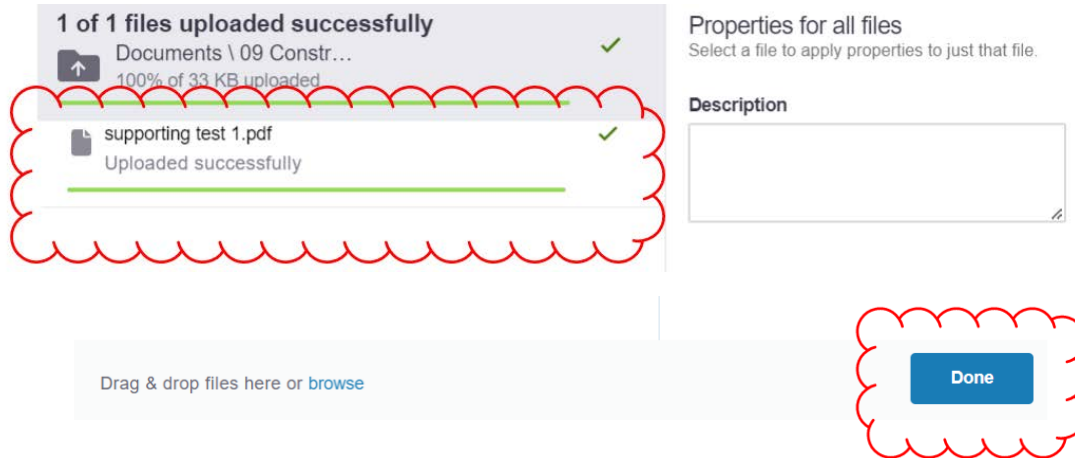 1 of 1 files uploaded successfully
Documents \ 09 Constr...
100% of 33 KB uploaded
supporting test 1.pdf
Uploaded successfully
Properties for all files
Select a file to apply properties to just that file.
Description
Drag & drop files here or browse
Done